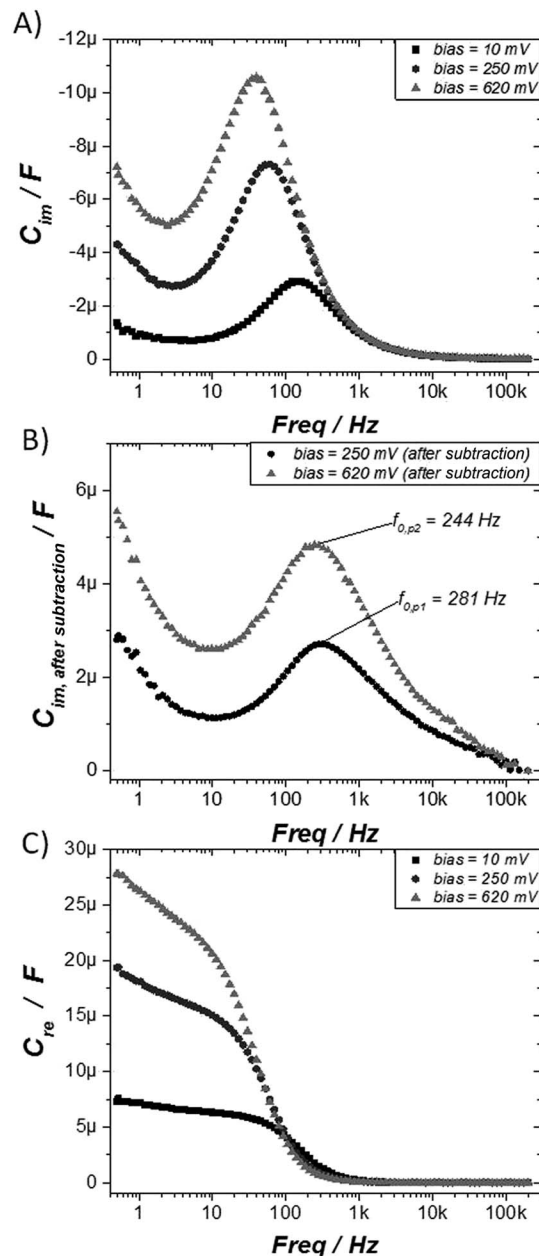 A)
-12µ
-10µ
-8µ
-6µ
-4µ
-2µ
0
C_im / F
bias = 10 mV
bias = 250 mV
bias = 620 mV
1 10 100 1k 10k 100k
Freq / Hz
B)
6µ
4µ
2µ
0
C_im, after subtraction / F
bias = 250 mV (after subtraction)
bias = 620 mV (after subtraction)
f_o,p2 = 244 Hz
f_o,p1 = 281 Hz
1 10 100 1k 10k 100k
Freq / Hz
C)
30µ
25µ
20µ
15µ
10µ
5µ
0
C_re / F
bias = 10 mV
bias = 250 mV
bias = 620 mV
1 10 100 1k 10k 100k
Freq / Hz